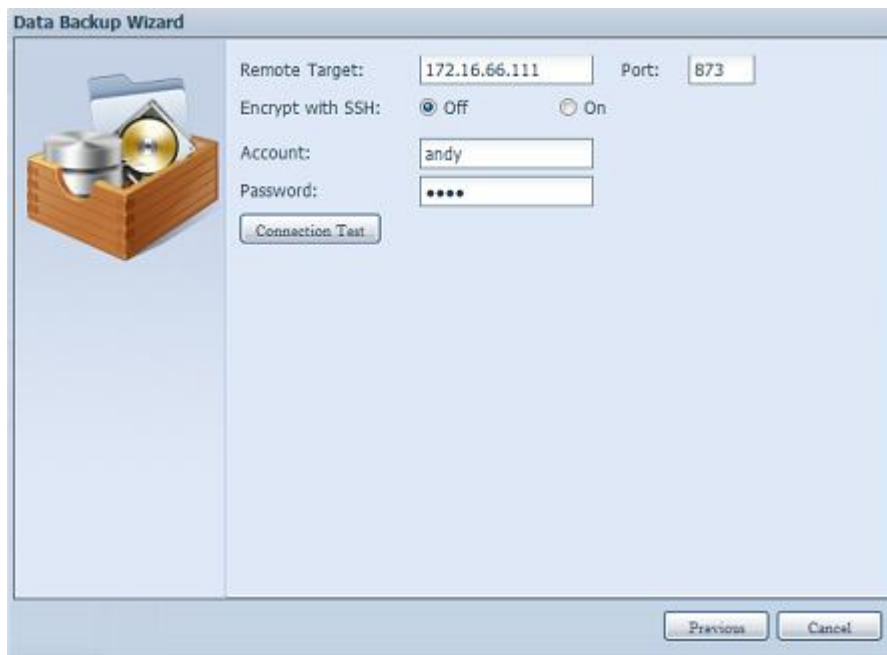 Data Backup Wizard
Remote Target: 172.16.66.111 Port: 873
Encrypt with SSH: Off On
Account: andy
Password: ••••
Connection Test
Previous Cancel